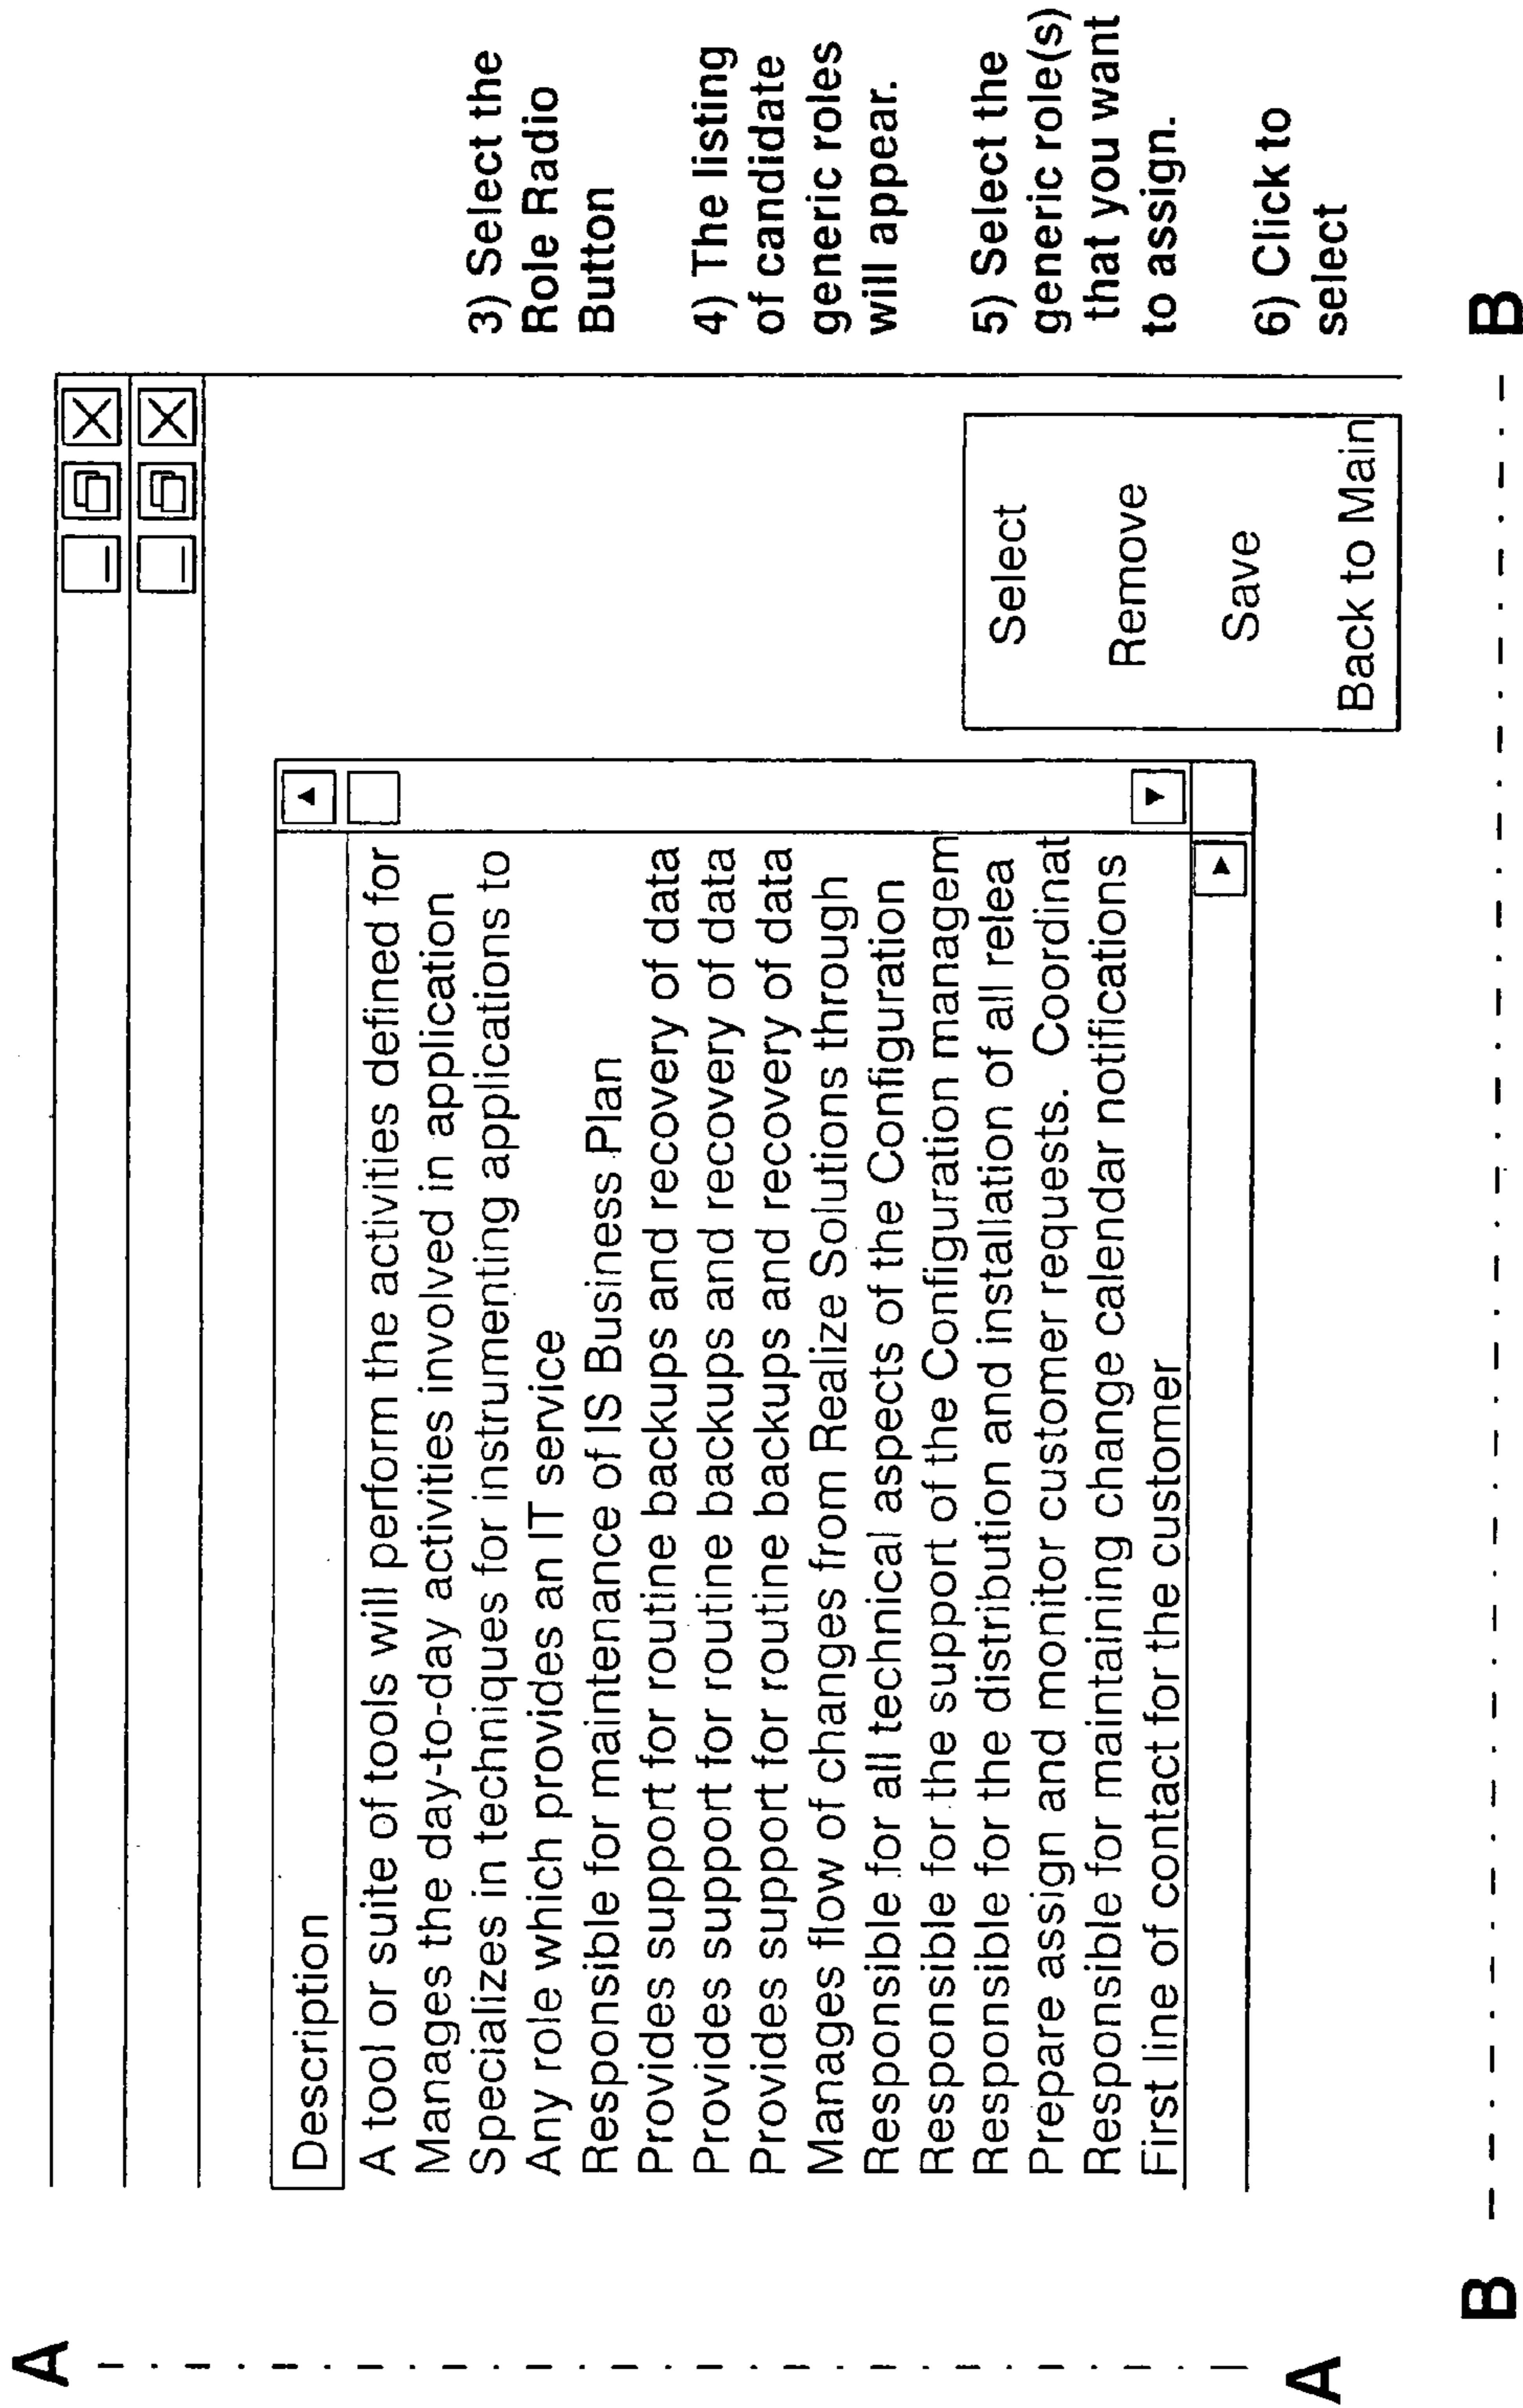 A
Description
A tool or suite of tools will perform the activities defined for
Manages the day-to-day activities involved in application
Specializes in techniques for instrumenting applications to
Any role which provides an IT service
Responsible for maintenance of IS Business Plan
Provides support for routine backups and recovery of data
Provides support for routine backups and recovery of data
Provides support for routine backups and recovery of data
Manages flow of changes from Realize Solutions through
Responsible for all technical aspects of the Configuration
Responsible for the support of the Configuration managem
Responsible for the distribution and installation of all relea
Prepare assign and monitor customer requests. Coordinat
Responsible for maintaining change calendar notifications
First line of contact for the customer
Select
Remove
Save
Back to Main
3) Select the
Role Radio
Button
4) The listing
of candidate
generic roles
will appear.
5) Select the
generic role(s)
that you want
to assign.
6) Click to
select
A
B
B